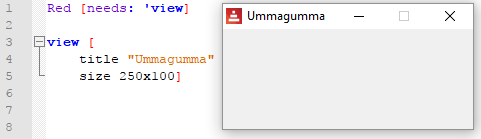 1 Red [needs: 'view]
2
3 view [
4 title "Ummagumma"
5 size 250x100]
6
7
8
Ummagumma